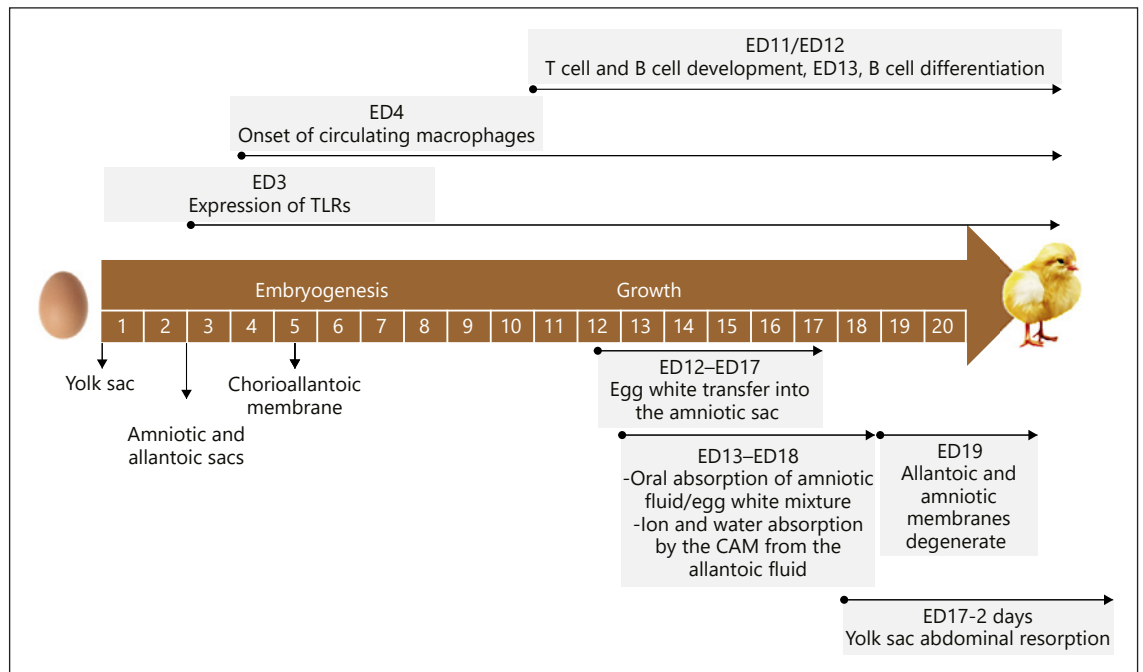 ED11/ED12
T cell and B cell development, ED13, B cell differentiation
ED4
Onset of circulating macrophages
ED3
Expression of TLRs
Embryogenesis
Growth
1 2 3 4 5 6 7 8 9 10 11 12 13 14 15 16 17 18 19 20
Yolk sac
Amniotic and
allantoic sacs
Chorioallantoic
membrane
ED12–ED17
Egg white transfer into
the amniotic sac
ED13–ED18
-Oral absorption of amniotic
fluid/egg white mixture
-Ion and water absorption
by the CAM from the
allantoic fluid
ED19
Allantoic and
amniotic
membranes
degenerate
ED17-2 days
Yolk sac abdominal resorption